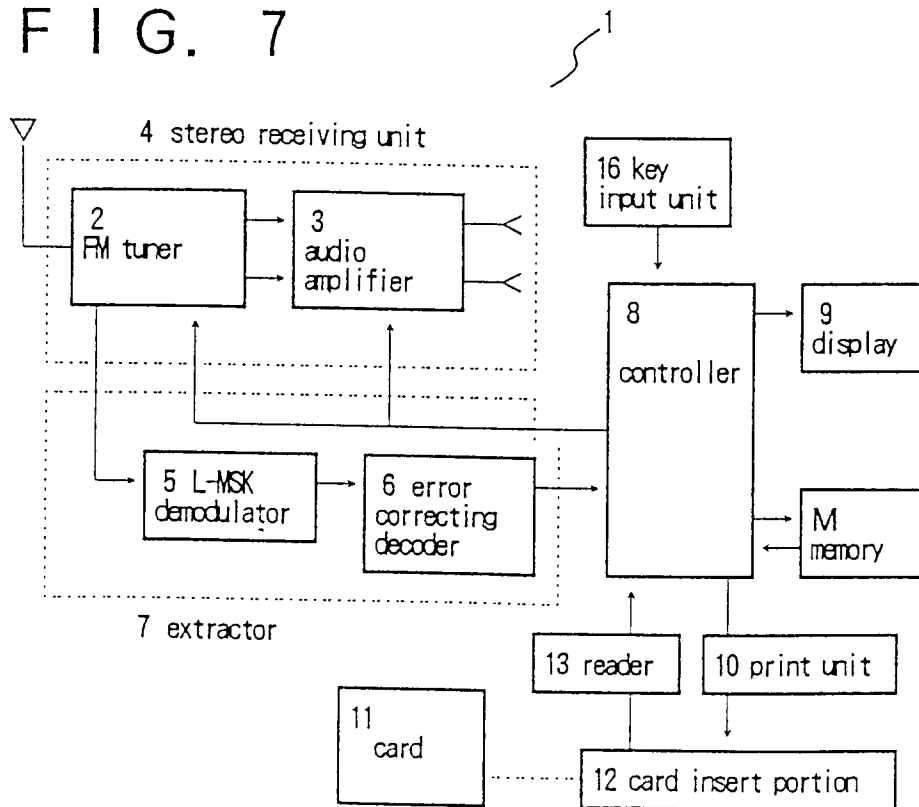 FIG. 7
1
4 stereo receiving unit
2
FM tuner
3
audio
amplifier
16 key
input unit
8
controller
9
display
5 L-MSK
demodulator
6 error
correcting
decoder
M
memory
7 extractor
13 reader
10 print unit
11
card
12 card insert portion